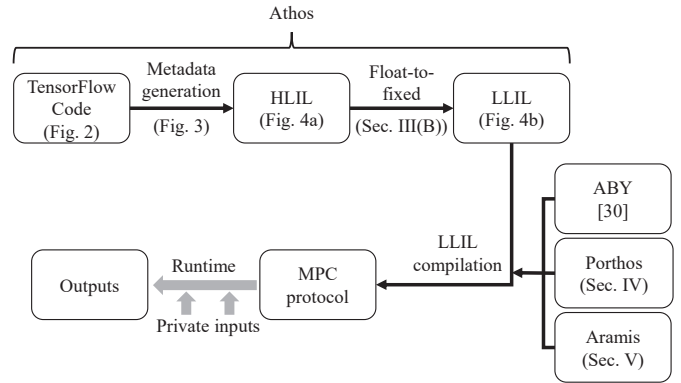 Athos
TensorFlow
Code
(Fig. 2)
Metadata
generation
(Fig. 3)
HLIL
(Fig. 4a)
Float-to-
fixed
(Sec. III(B))
LLIL
(Fig. 4b)
ABY
[30]
Porthos
(Sec. IV)
Aramis
(Sec. V)
LLIL
compilation
MPC
protocol
Runtime
Private inputs
Outputs